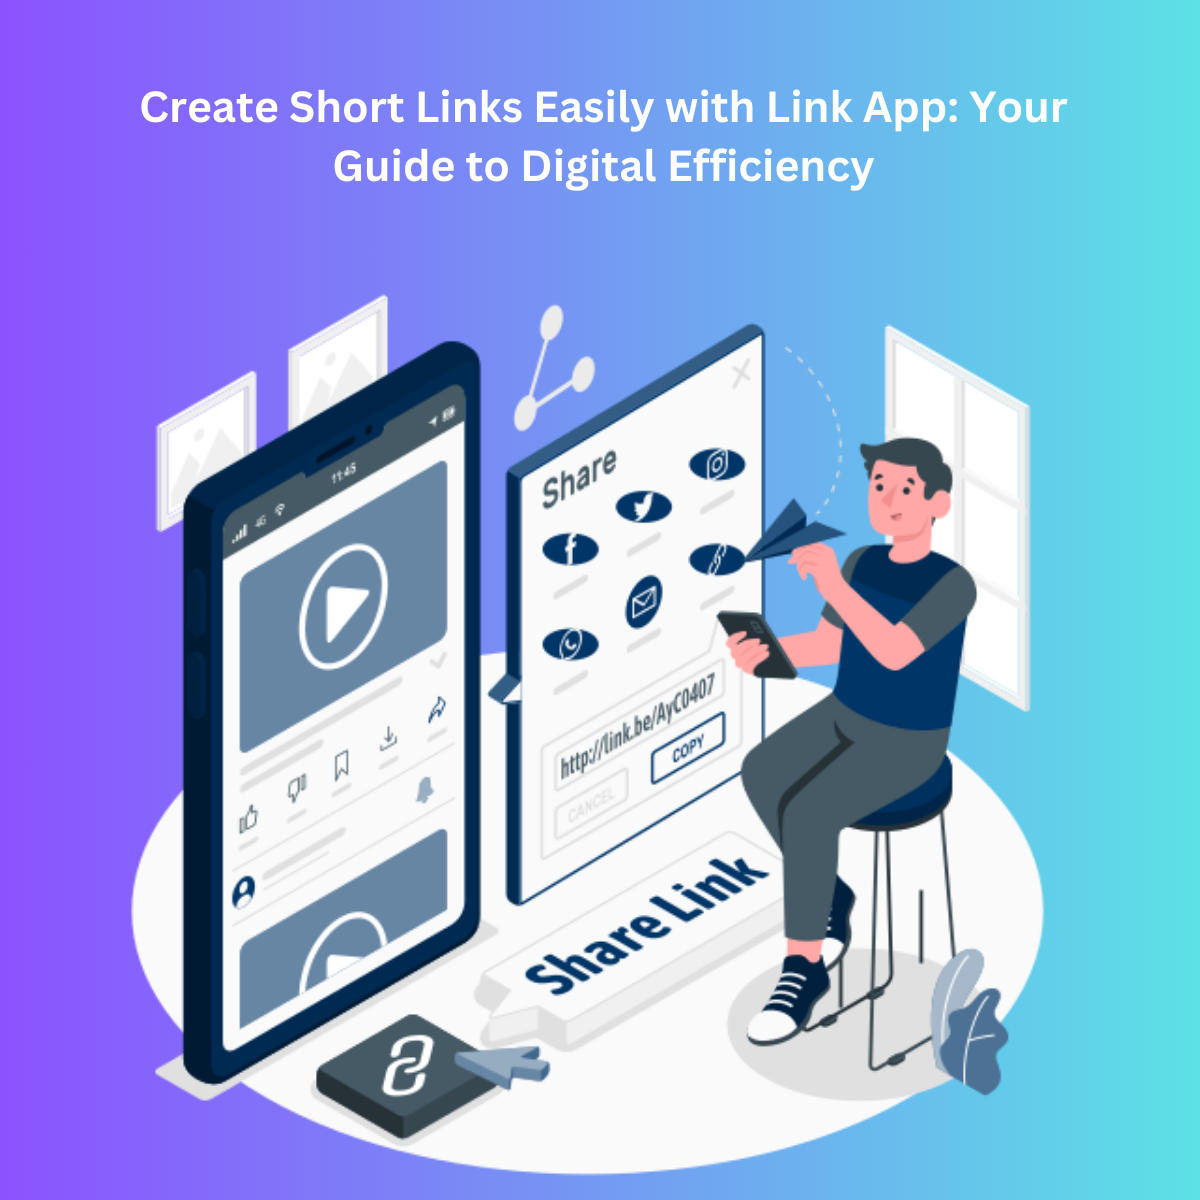 Create Short Links Easily with Link App: Your
Guide to Digital Efficiency
11:45
4G
Share
http://link.be/AyC0407
CANCEL
COPY
Share Link